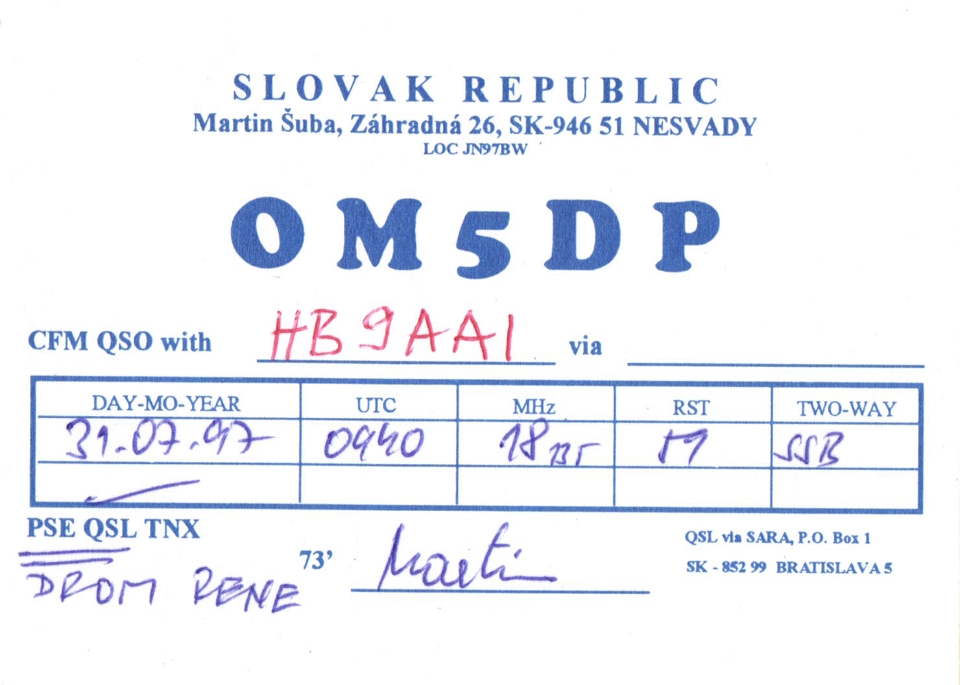 SLOVAK REPUBLIC
Martin Šuba, Záhradná 26, SK-946 51 NESVADY
LOC JN97BW
OM5DP
CFM QSO with HB9AAI via
DAY-MO-YEAR UTC MHz RST TWO-WAY
31.07.97 0940 18 SSB
PSE QSL TNX
73' Martin
QSL via SARA, P.O. Box 1
SK - 852 99 BRATISLAVA 5
DROM RENE